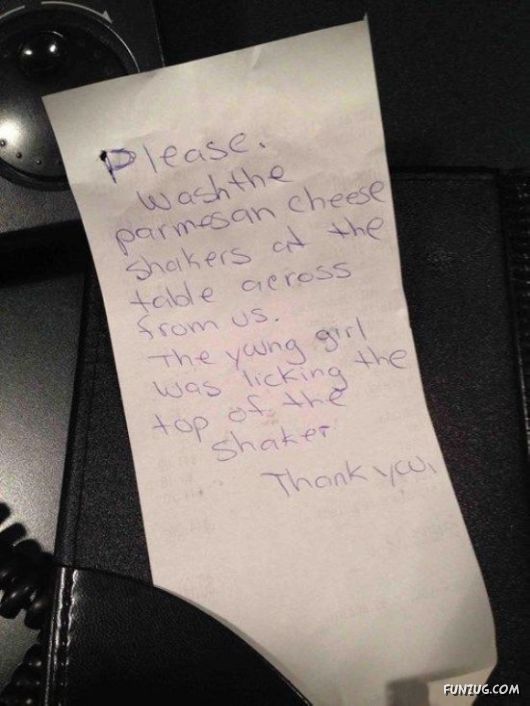 Please.
Wash the
parmesan cheese
shakers at the
table across
from us.
The young girl
was licking the
top of the
shaker
Thank you,
FUNZUG.COM